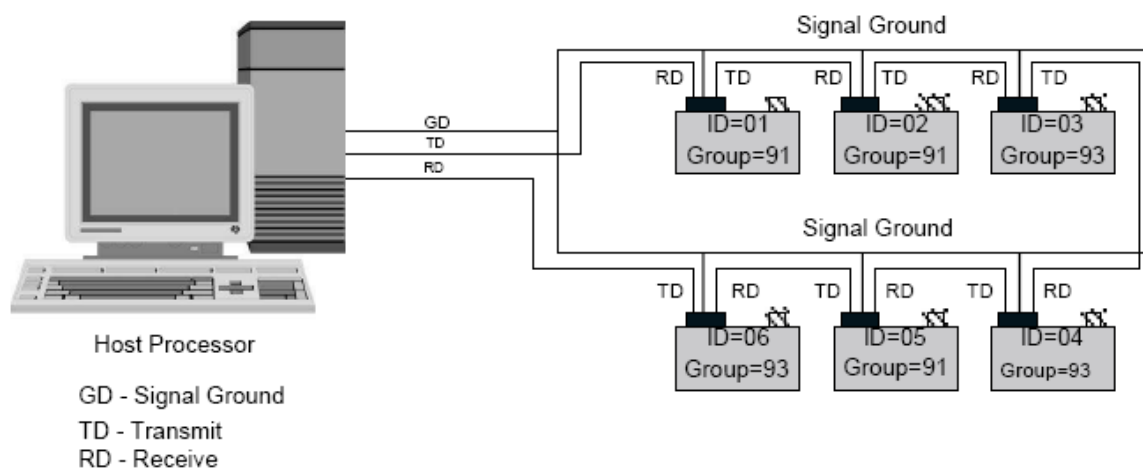 Signal Ground
RD TD RD TD RD TD
ID=01 ID=02 ID=03
Group=91 Group=91 Group=93
GD
TD
RD
Signal Ground
TD RD TD RD TD RD
ID=06 ID=05 ID=04
Group=93 Group=91 Group=93
Host Processor
GD - Signal Ground
TD - Transmit
RD - Receive